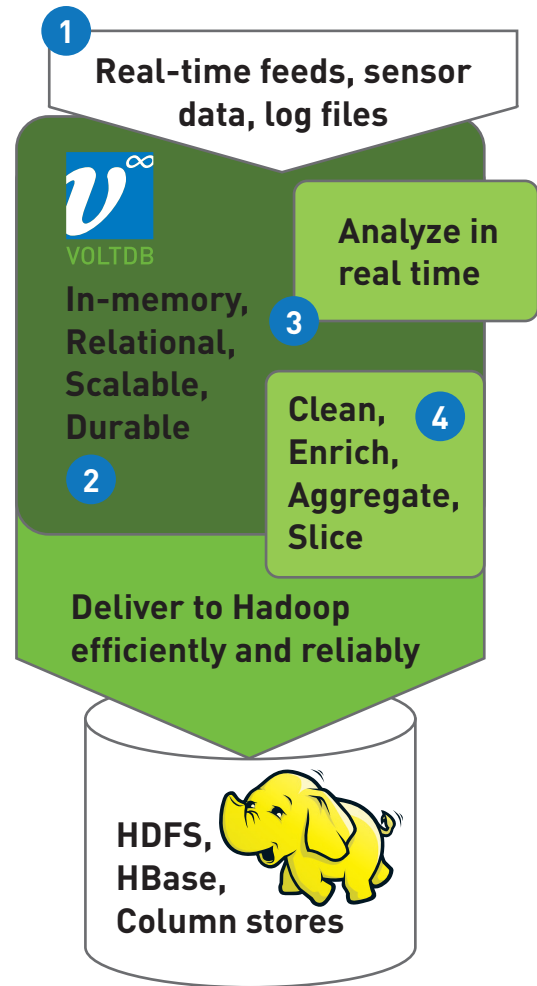 1
Real-time feeds, sensor
data, log files
v∞
VOLTDB
In-memory,
Relational,
Scalable,
Durable
2
Analyze in
real time
3
Clean,
Enrich,
Aggregate,
Slice
4
Deliver to Hadoop
efficiently and reliably
HDFS,
HBase,
Column stores